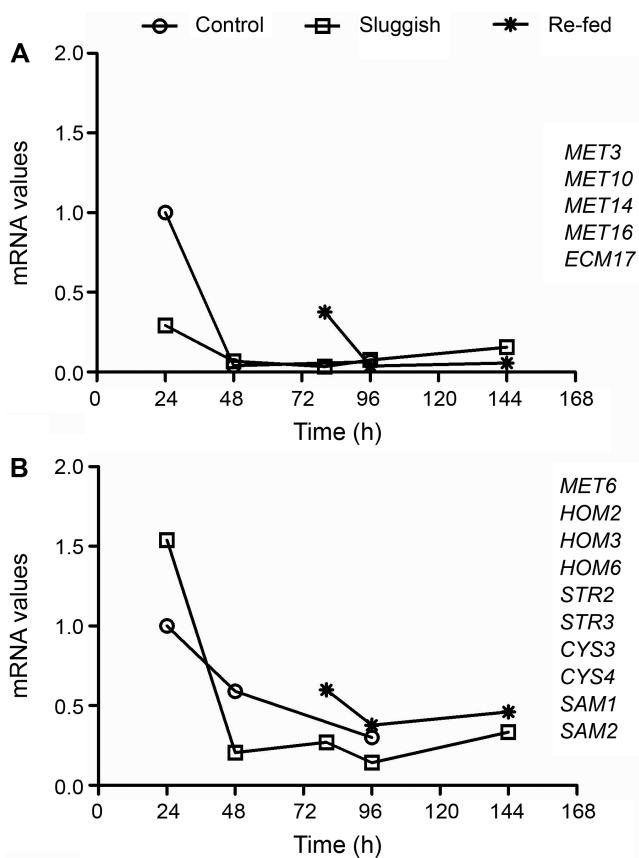 Control Sluggish Re-fed
A
2.0
1.5
1.0
0.5
0.0
mRNA values
0 24 48 72 96 120 144 168
Time (h)
MET3
MET10
MET14
MET16
ECM17
B
2.0
1.5
1.0
0.5
0.0
mRNA values
0 24 48 72 96 120 144 168
Time (h)
MET6
HOM2
HOM3
HOM6
STR2
STR3
CYS3
CYS4
SAM1
SAM2